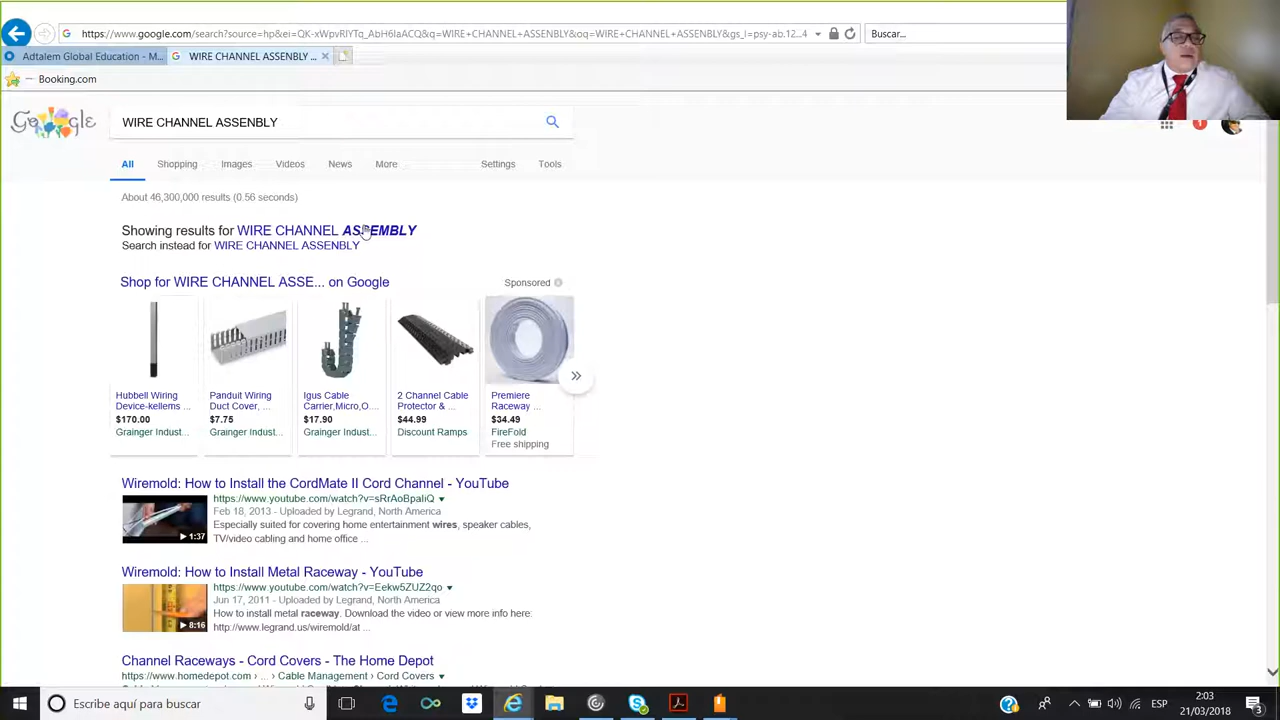 https://www.google.com/search?source=hp&ei=QK-xWpvRIYTq_AbH6IaACQ&q=WIRE+CHANNEL+ASSENBLY&oq=WIRE+CHANNEL+ASSENBLY&gs_l=psy-ab.12...4
Buscar...
Adtalem Global Education - M...
WIRE CHANNEL ASSENBLY ...
Booking.com
Google
WIRE CHANNEL ASSENBLY
All Shopping Images Videos News More Settings Tools
1
About 46,300,000 results (0.56 seconds)
Showing results for WIRE CHANNEL ASSEMBLY
Search instead for WIRE CHANNEL ASSENBLY
Shop for WIRE CHANNEL ASSE... on Google
Sponsored
Hubbell Wiring
Device-kellems ...
$170.00
Grainger Indust...
Panduit Wiring
Duct Cover, ...
$7.75
Grainger Indust...
Igus Cable
Carrier,Micro,O...
$17.90
Grainger Indust...
2 Channel Cable
Protector & ...
$44.99
Discount Ramps
Premiere
Raceway ...
$34.49
FireFold
Free shipping
Wiremold: How to Install the CordMate II Cord Channel - YouTube
https://www.youtube.com/watch?v=sRrAoBpaIiQ
Feb 18, 2013 - Uploaded by Legrand, North America
Especially suited for covering home entertainment wires, speaker cables,
TV/video cabling and home office ...
1:37
Wiremold: How to Install Metal Raceway - YouTube
https://www.youtube.com/watch?v=Eekw5ZUZ2qo
Jun 17, 2011 - Uploaded by Legrand, North America
How to install metal raceway. Download the video or view more info here:
http://www.legrand.us/wiremold/at ...
8:16
Channel Raceways - Cord Covers - The Home Depot
https://www.homedepot.com › ... › Cable Management › Cord Covers
Escribe aquí para buscar
ESP
2:03
21/03/2018
3